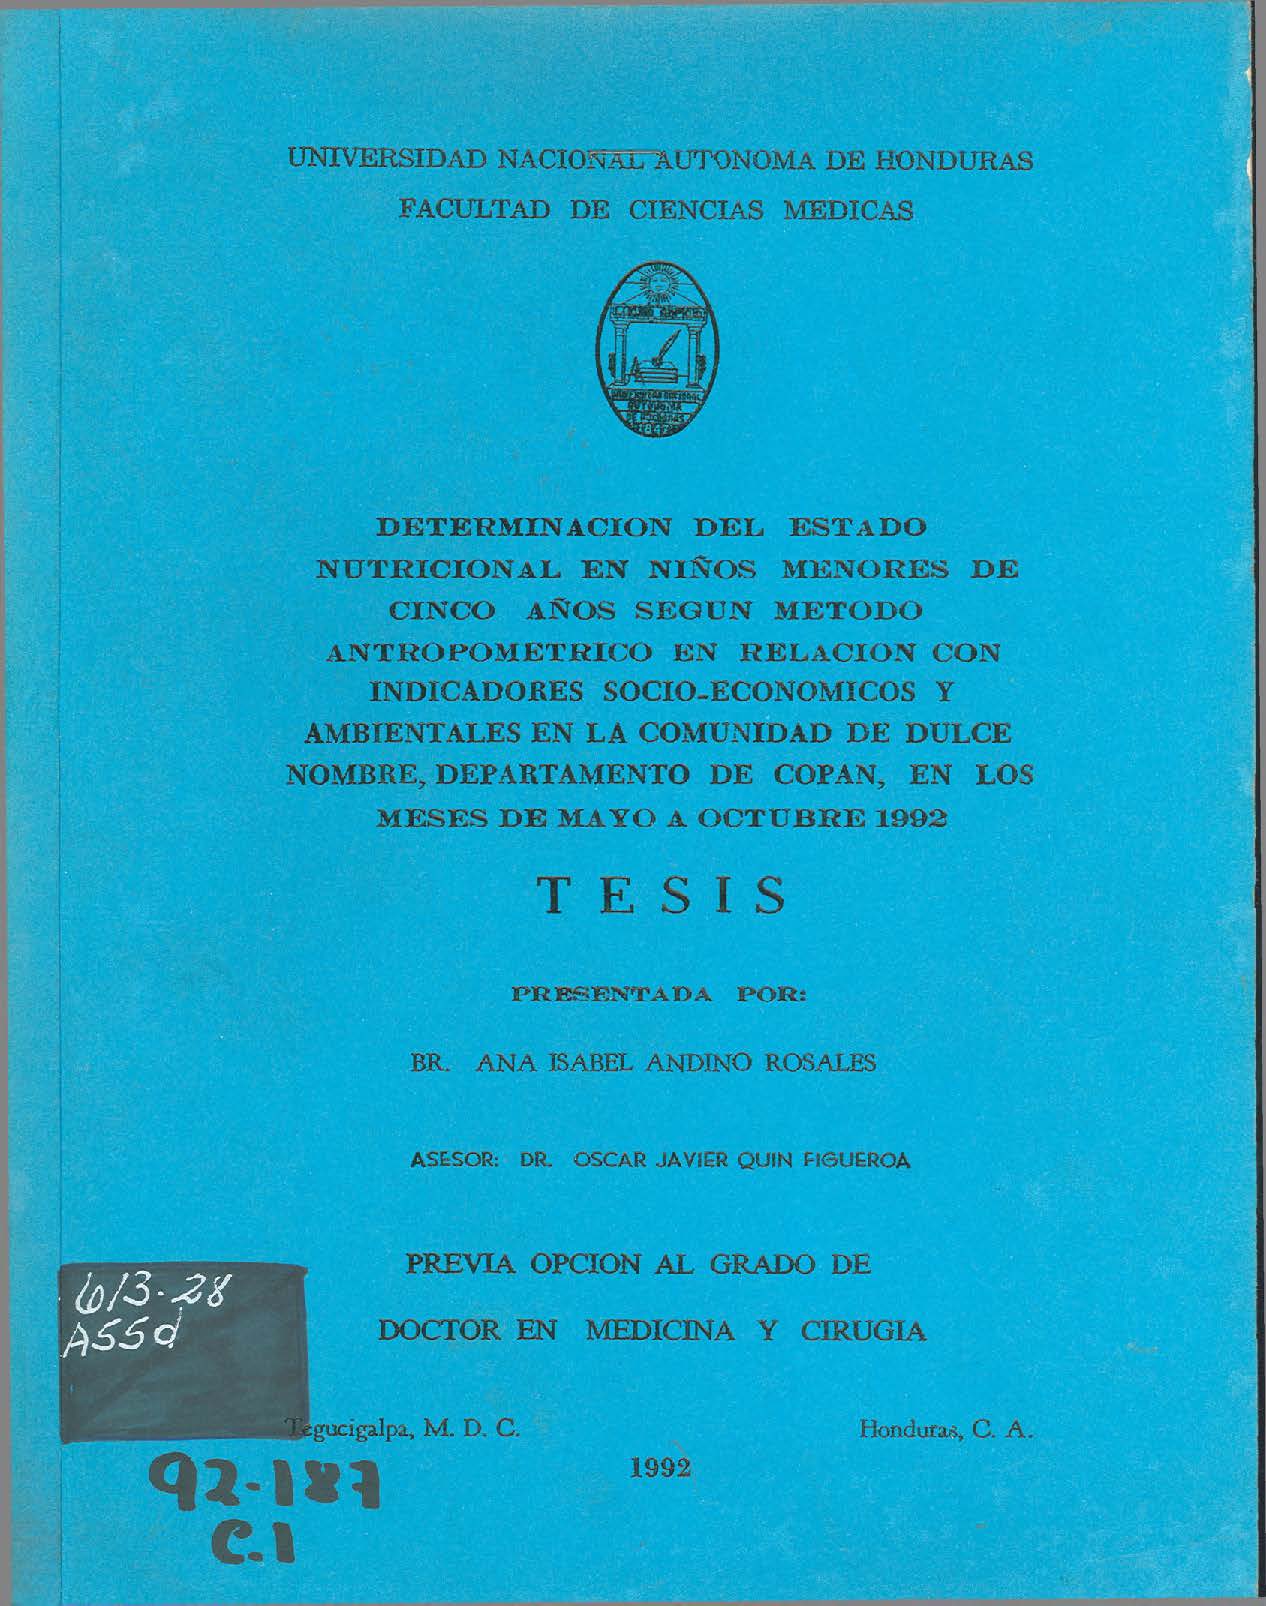 UNIVERSIDAD NACIONAL AUTONOMA DE HONDURAS
FACULTAD DE CIENCIAS MEDICAS
DETERMINACION DEL ESTADO
NUTRICIONAL EN NIÑOS MENORES DE
CINCO AÑOS SEGUN METODO
ANTROPOMETRICO EN RELACION CON
INDICADORES SOCIO-ECONOMICOS Y
AMBIENTALES EN LA COMUNIDAD DE DULCE
NOMBRE, DEPARTAMENTO DE COPAN, EN LOS
MESES DE MAYO A OCTUBRE 1992
TESIS
PRESENTADA POR:
BR. ANA ISABEL ANDINO ROSALES
ASESOR: DR. OSCAR JAVIER QUIN FIGUEROA
PREVIA OPCION AL GRADO DE
DOCTOR EN MEDICINA Y CIRUGIA
613-28
A55d
Tegucigalpa, M. D. C. Honduras, C. A.
1992
92-187
C.1